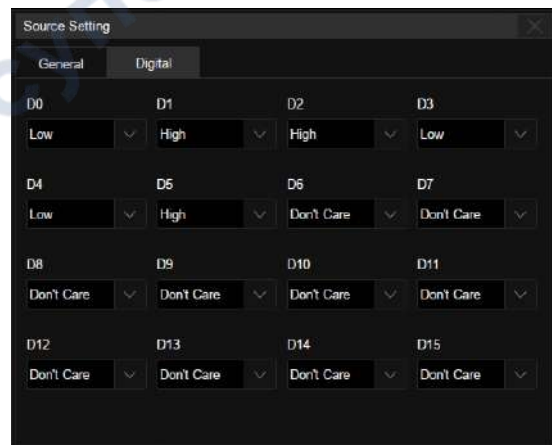 Source Setting
General Digital
D0 D1 D2 D3
Low High High Low
D4 D5 D6 D7
Low High Don't Care Don't Care
D8 D9 D10 D11
Don't Care Don't Care Don't Care Don't Care
D12 D13 D14 D15
Don't Care Don't Care Don't Care Don't Care